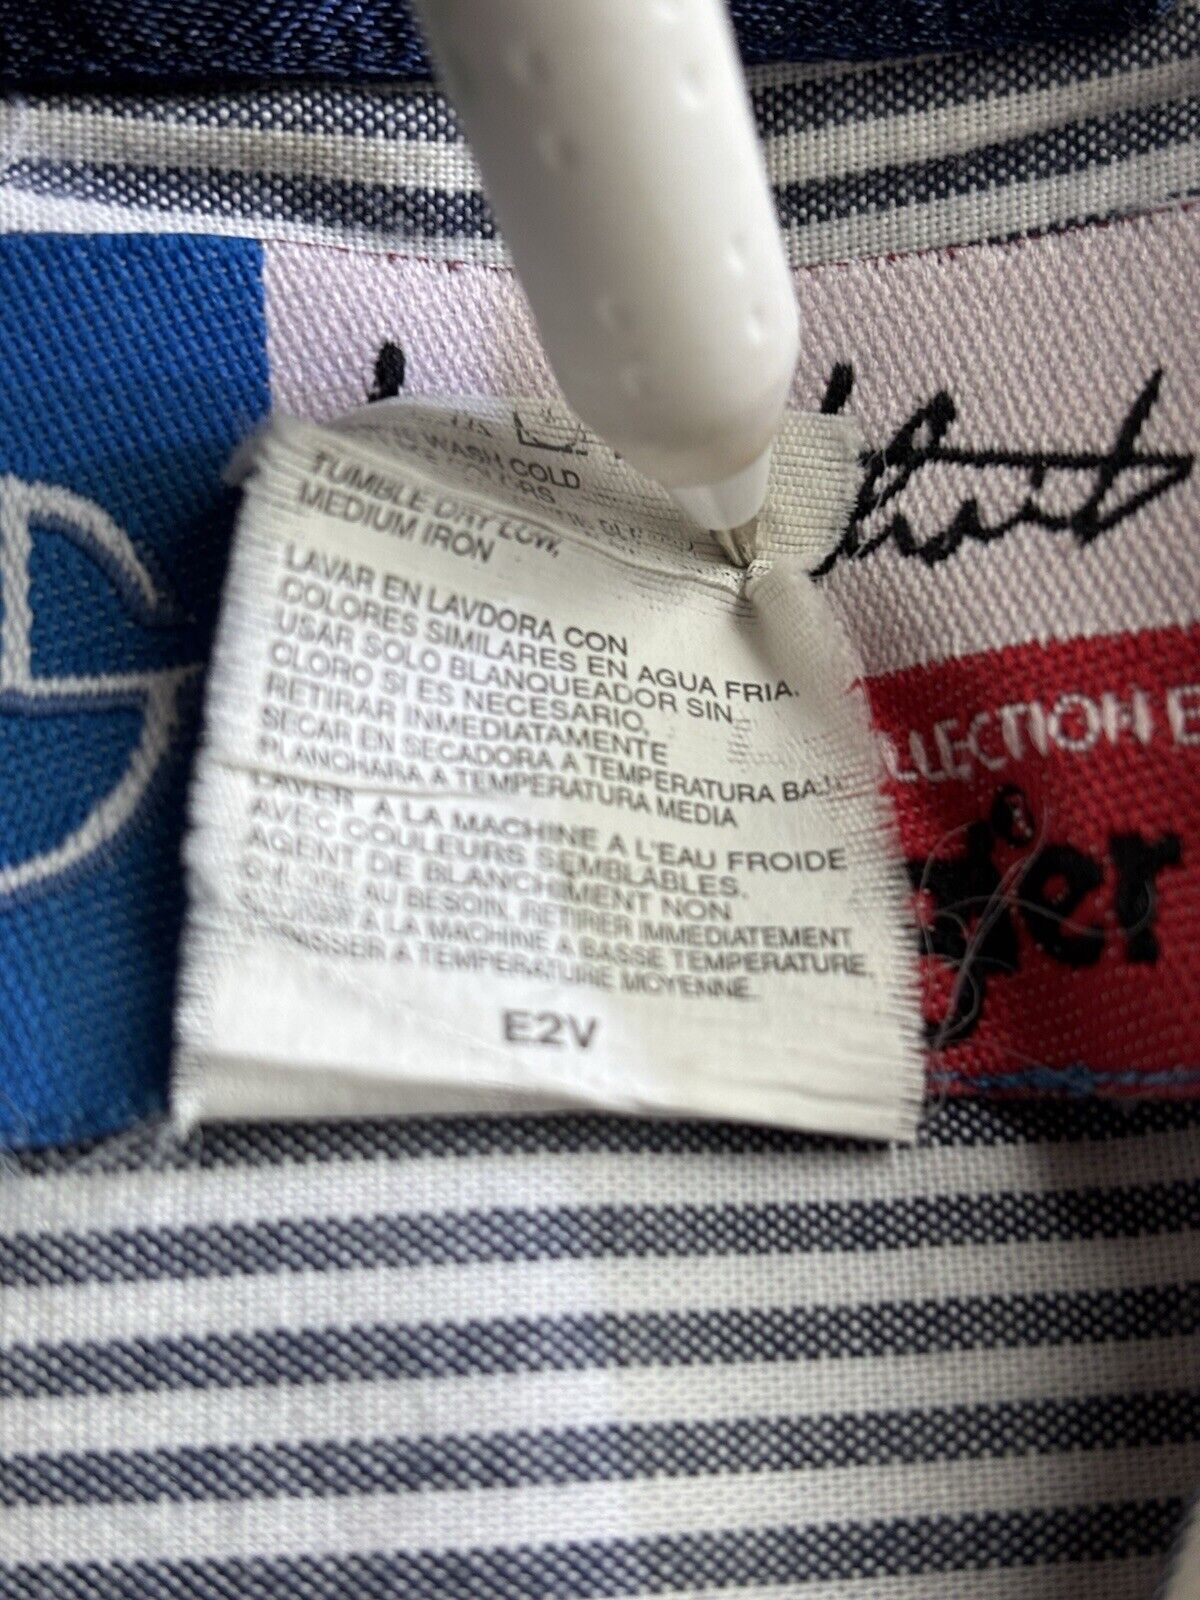 WASH COLD
TUMBLE DRY LOW,
MEDIUM IRON
LAVAR EN LAVDORA CON
COLORES SIMILARES EN AGUA FRIA.
USAR SOLO BLANQUEADOR SIN
CLORO SI ES NECESARIO,
RETIRAR INMEDIATAMENTE
SECAR EN SECADORA A TEMPERATURA
PLANCHARA A TEMPERATURA MEDIA
LAVER A LA MACHINE A L'EAU FROIDE
AVEC COULEURS SEMBLABLES.
AGENT DE BLANCHIMENT NON
AU BESOIN, RETIRER IMMEDIATEMENT
A LA MACHINE A BASSE TEMPERATURE,
REPASSER A TEMPERATURE MOYENNE
E2V